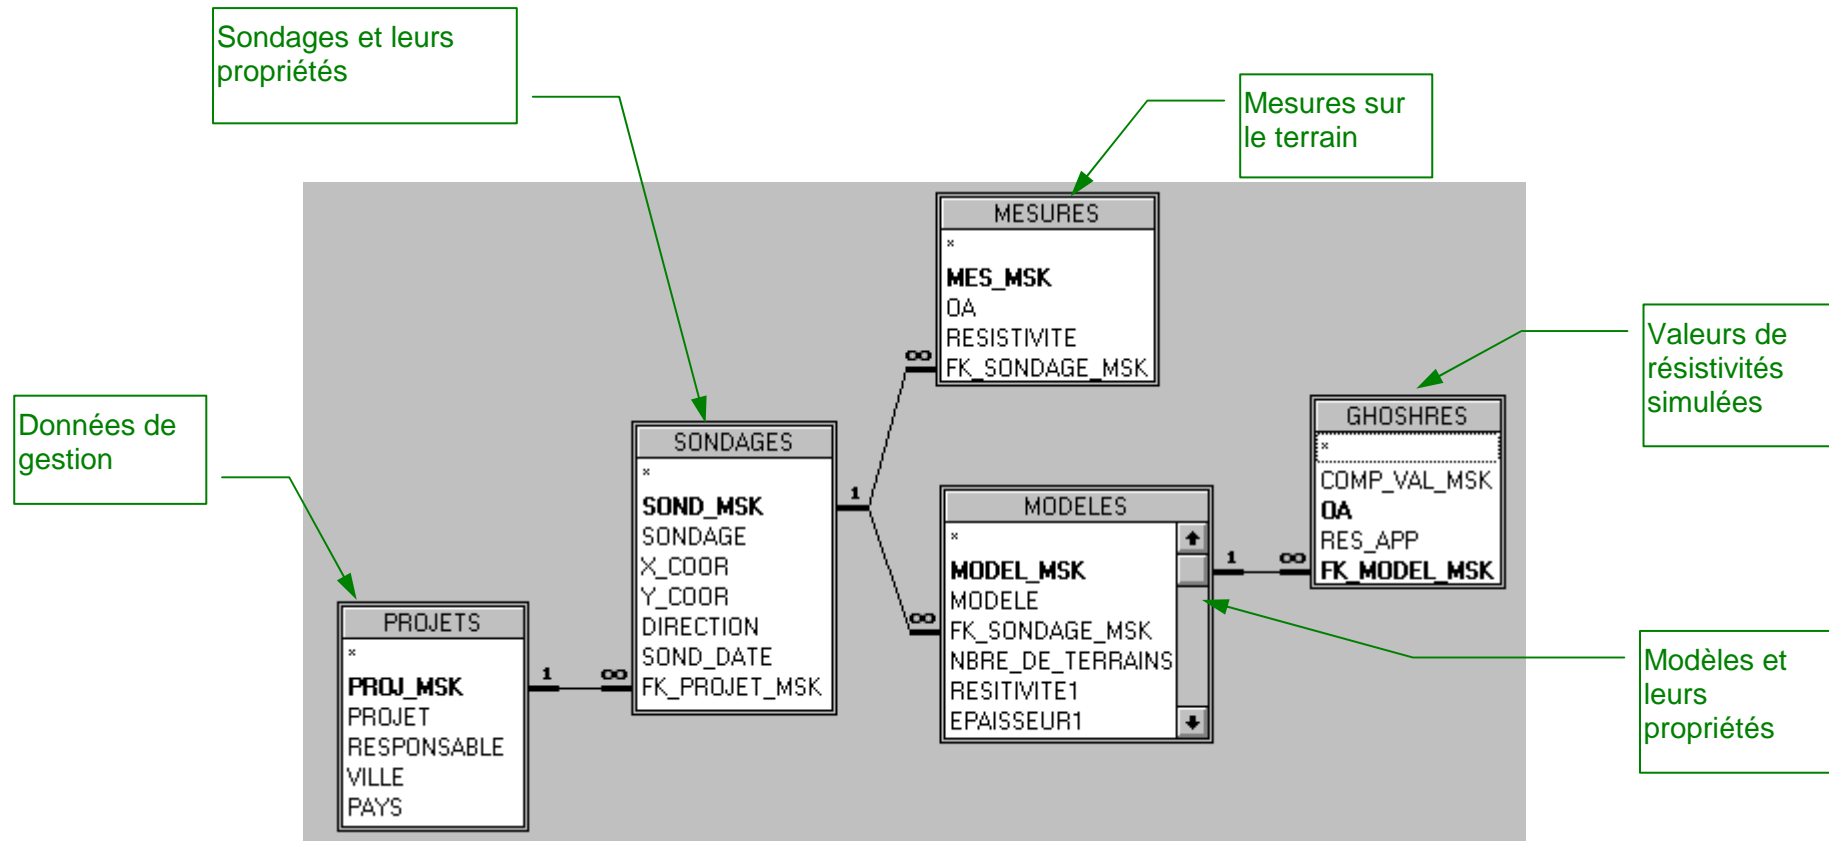 Sondages et leurs
propriétés
Mesures sur
le terrain
MESURES
*
MES_MSK
OA
RESISTIVITE
FK_SONDAGE_MSK
Valeurs de
résistivités
simulées
GHOSHRES
*
COMP_VAL_MSK
OA
RES_APP
FK_MODEL_MSK
Données de
gestion
SONDAGES
*
SOND_MSK
SONDAGE
X_COOR
Y_COOR
DIRECTION
SOND_DATE
FK_PROJET_MSK
MODELES
*
MODEL_MSK
MODELE
FK_SONDAGE_MSK
NBRE_DE_TERRAINS
RESITIVITE1
EPAISSEUR1
Modèles et
leurs
propriétés
PROJETS
*
PROJ_MSK
PROJET
RESPONSABLE
VILLE
PAYS
1
∞
1
∞
∞
1
∞